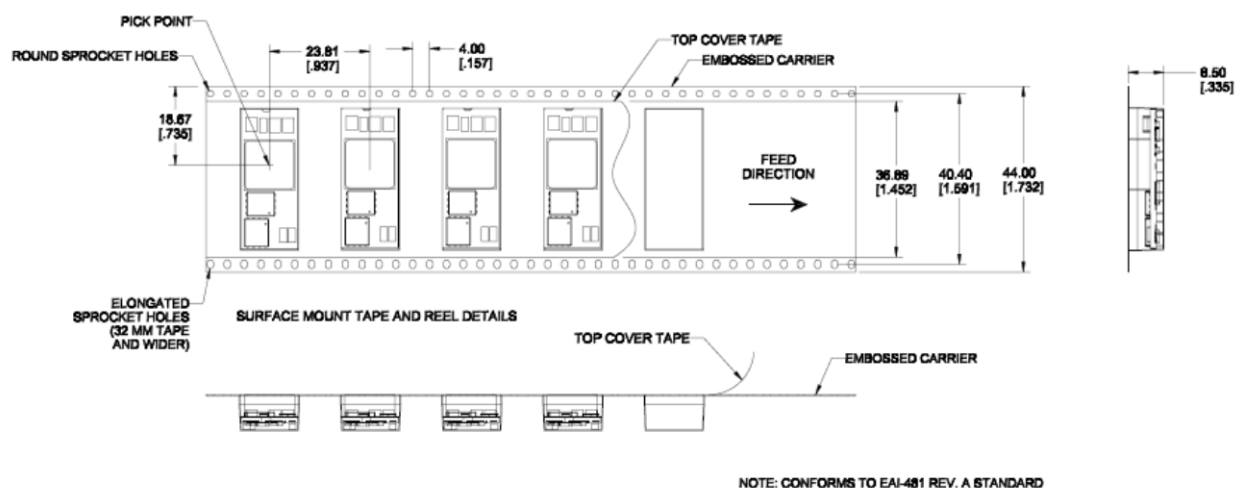 PICK POINT
ROUND SPROCKET HOLES
23.81
[.937]
4.00
[.157]
TOP COVER TAPE
EMBOSSED CARRIER
8.50
[.335]
18.67
[.735]
FEED
DIRECTION
36.89
[1.452]
40.40
[1.591]
44.00
[1.732]
ELONGATED
SPROCKET HOLES
(32 MM TAPE
AND WIDER)
SURFACE MOUNT TAPE AND REEL DETAILS
TOP COVER TAPE
EMBOSSED CARRIER
NOTE: CONFORMS TO EAI-481 REV. A STANDARD